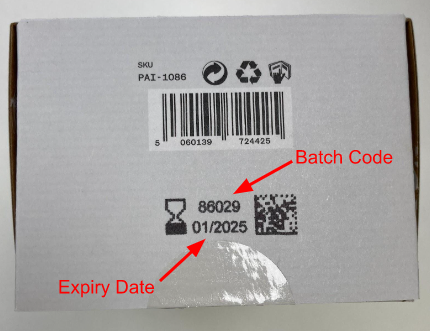 SKU
PAI-1086
5 060139 724425
Batch Code
86029
01/2025
Expiry Date